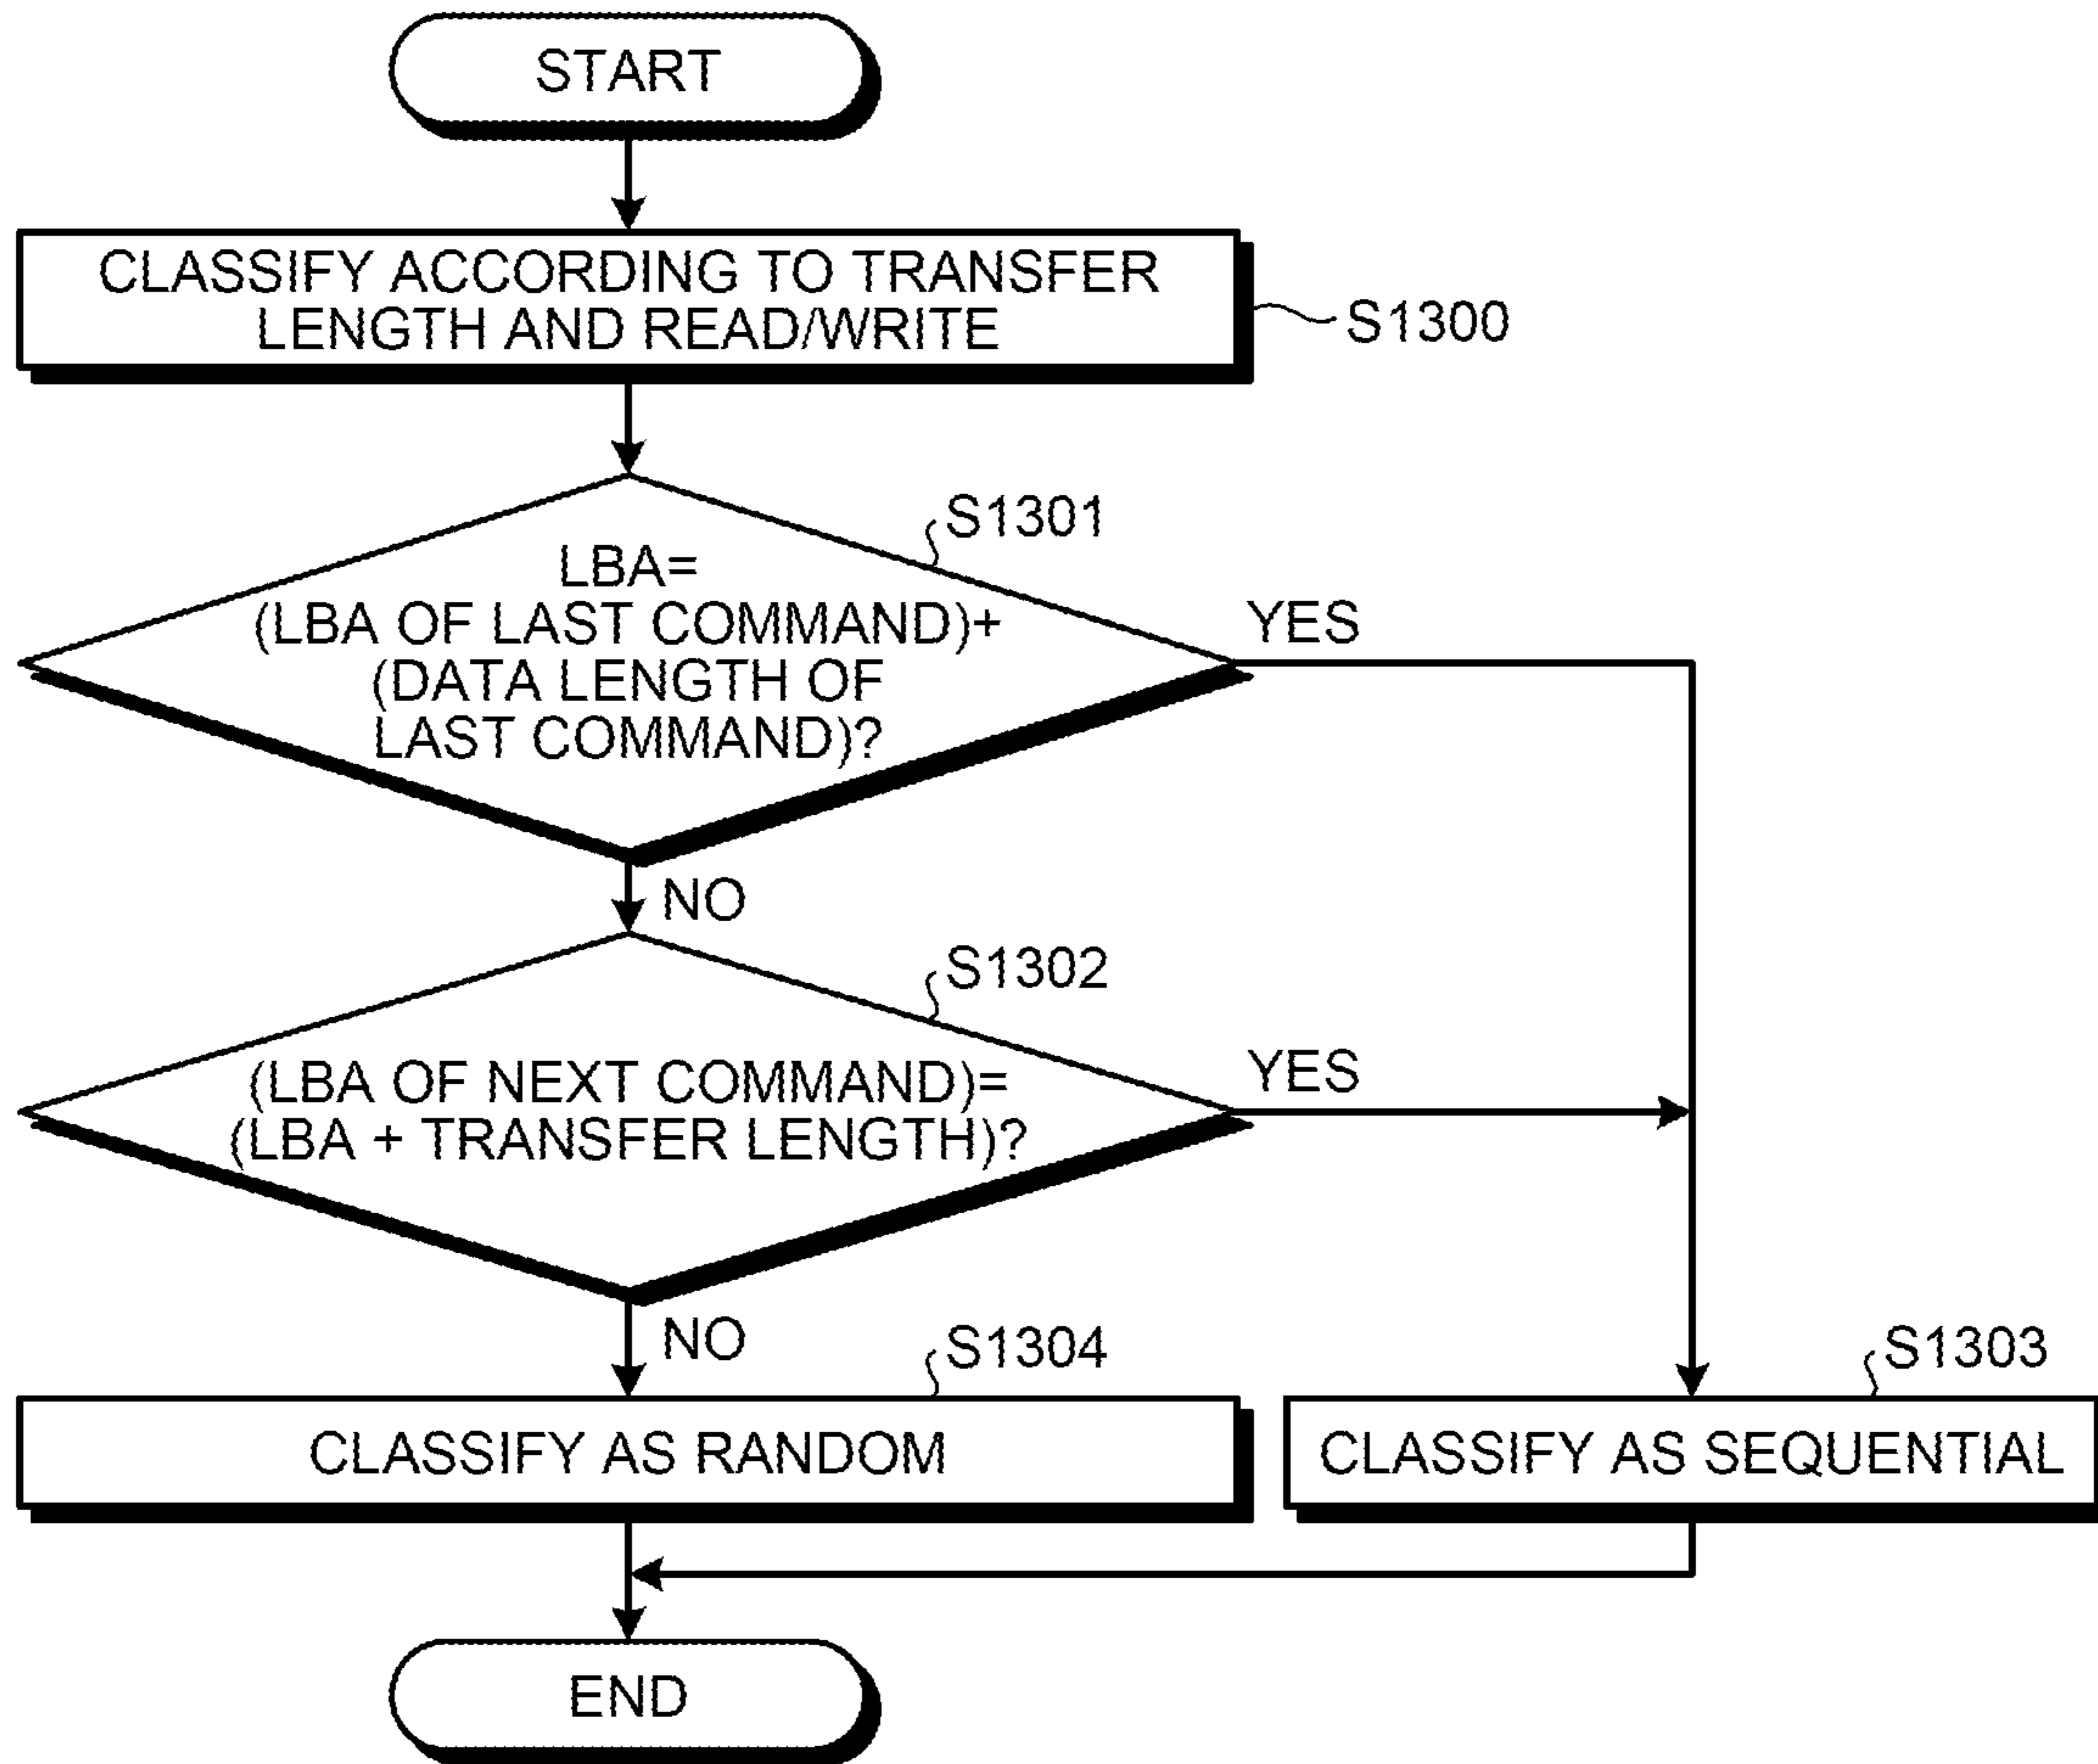 START
CLASSIFY ACCORDING TO TRANSFER
LENGTH AND READ/WRITE
S1300
S1301
LBA=
(LBA OF LAST COMMAND)+
(DATA LENGTH OF
LAST COMMAND)?
YES
NO
S1302
(LBA OF NEXT COMMAND)=
(LBA + TRANSFER LENGTH)?
YES
NO
S1304
CLASSIFY AS RANDOM
S1303
CLASSIFY AS SEQUENTIAL
END